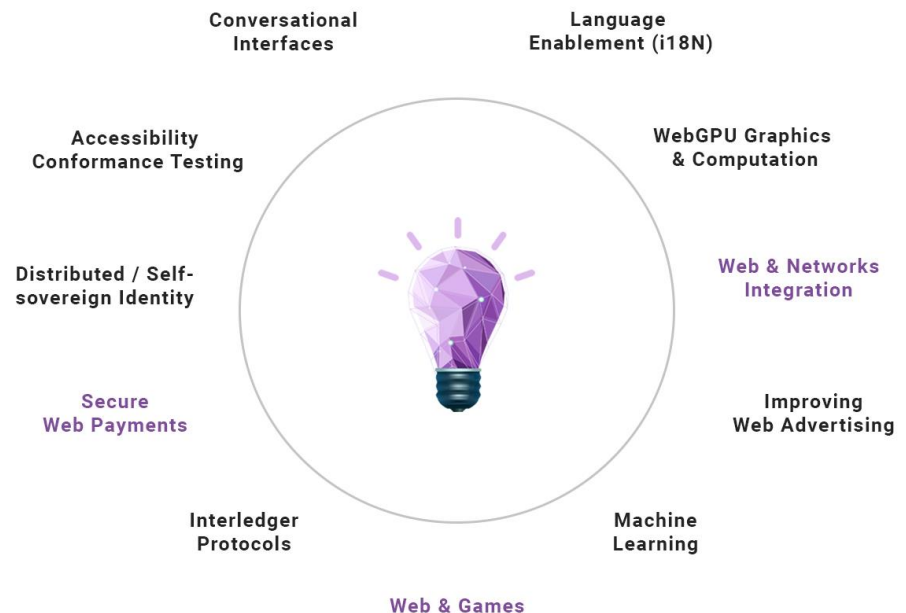 Conversational
Interfaces
Language
Enablement (i18N)
Accessibility
Conformance Testing
WebGPU Graphics
& Computation
Distributed / Self-
sovereign Identity
Web & Networks
Integration
Secure
Web Payments
Improving
Web Advertising
Interledger
Protocols
Machine
Learning
Web & Games